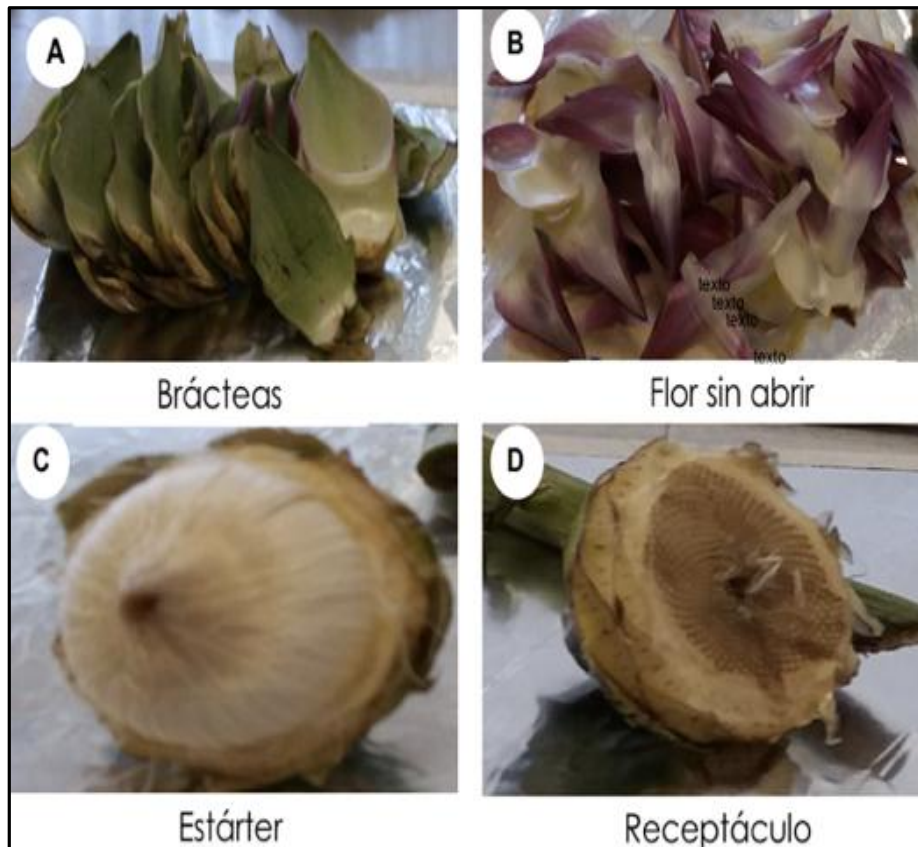 A
B
texto
texto
texto
texto
Brácteas
Flor sin abrir
C
D
Estárter
Receptáculo